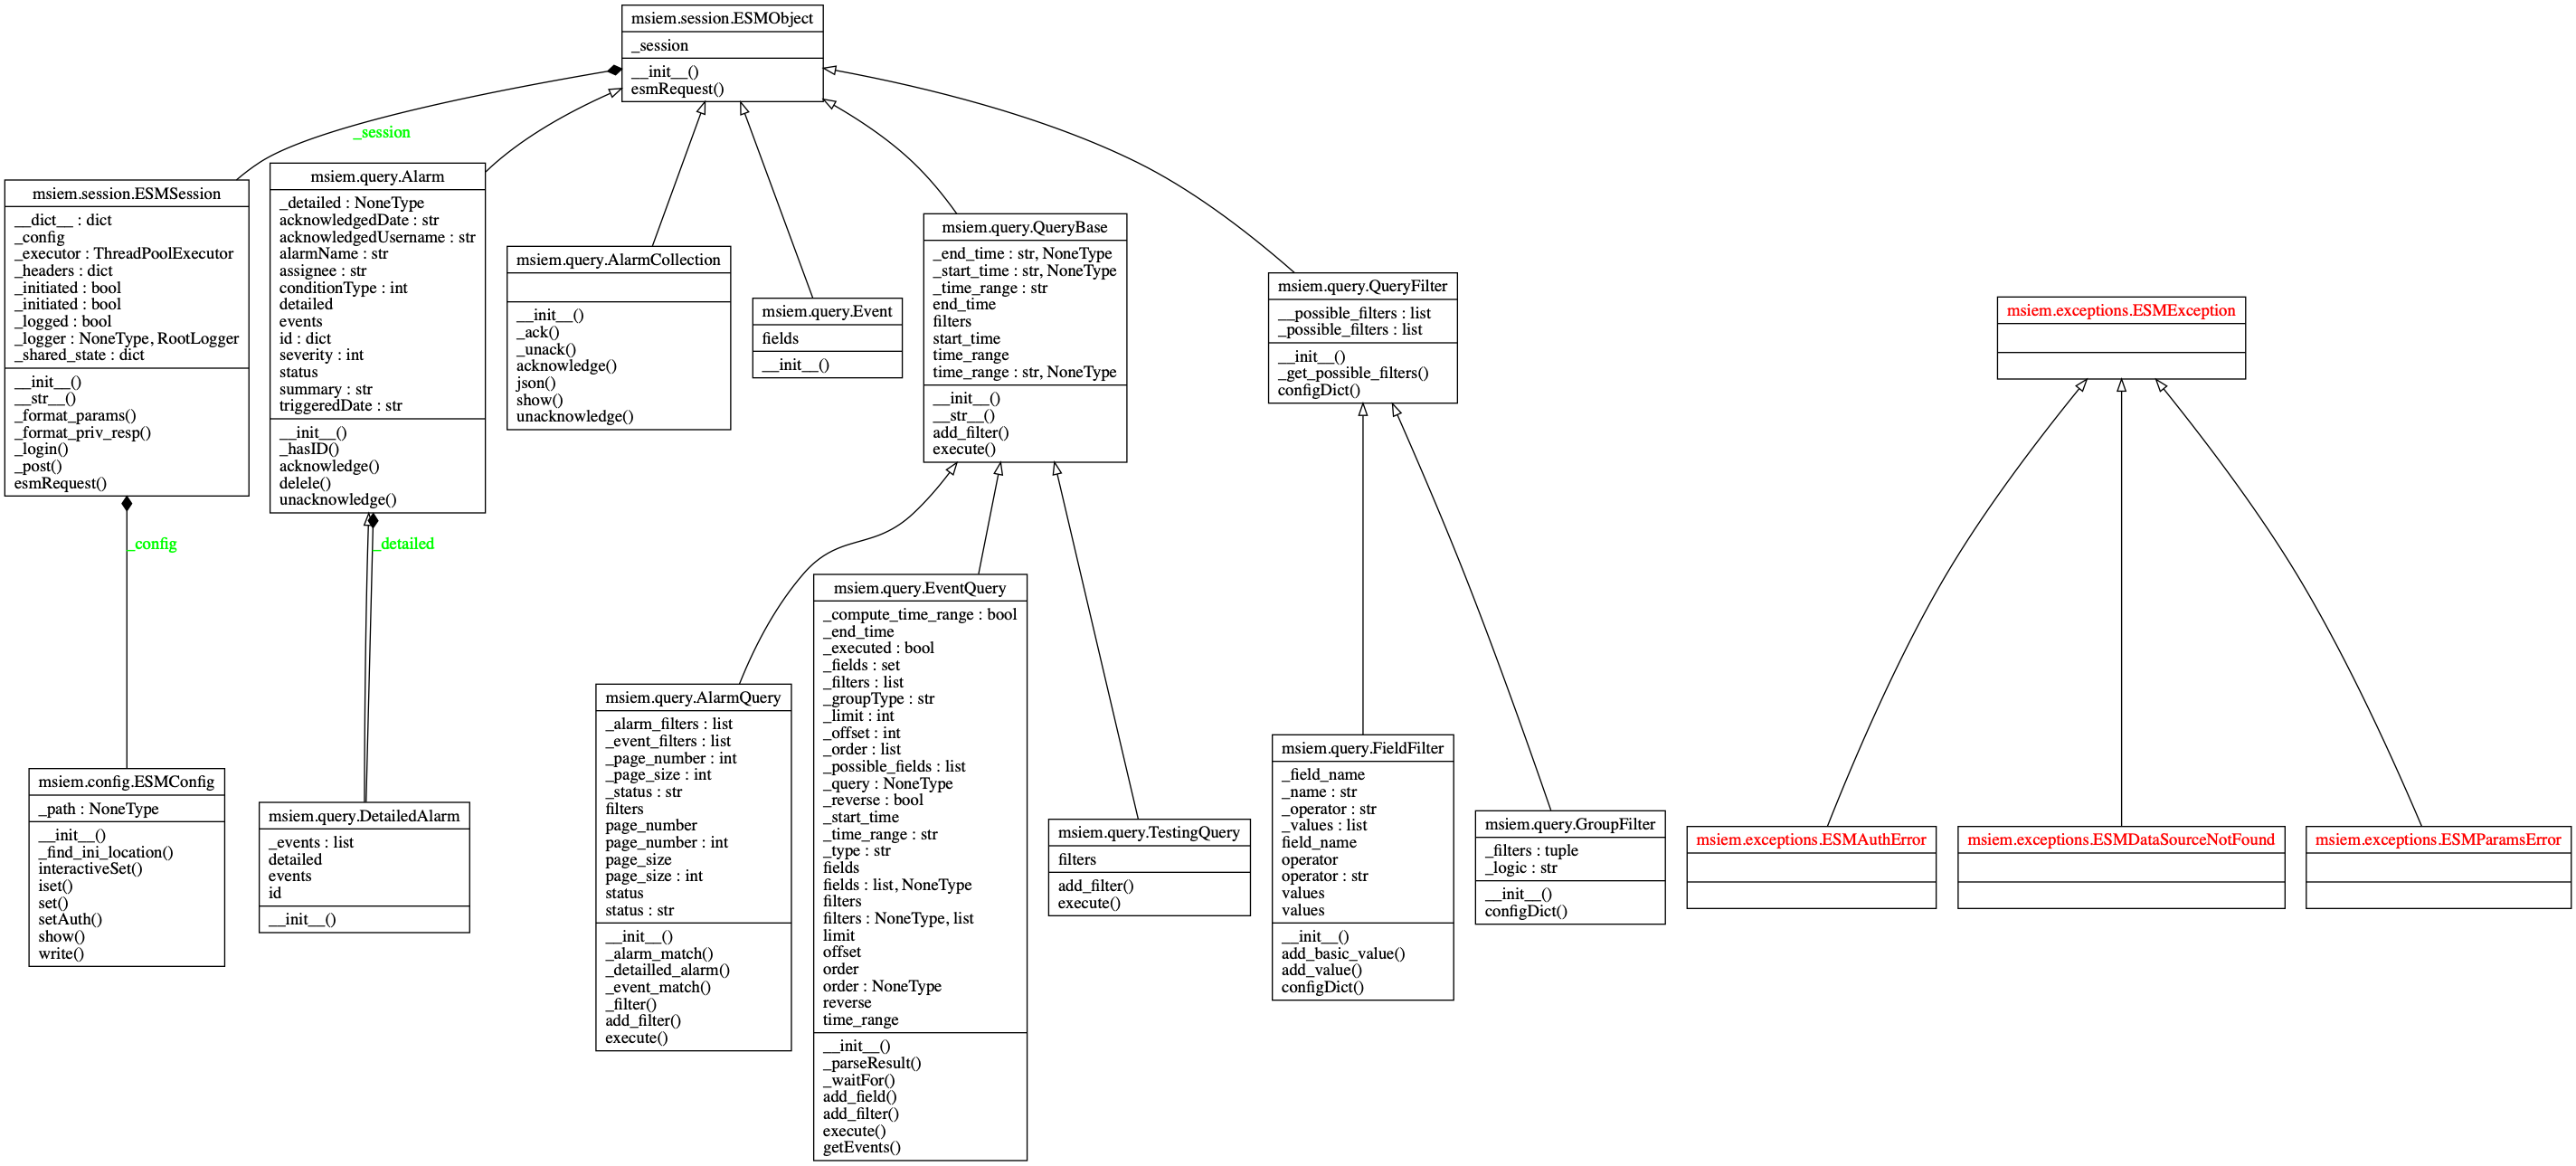 msiem.session.ESMObject
_session
__init__()
esmRequest()
_session
msiem.session.ESMSession
__dict__ : dict
_config
_executor : ThreadPoolExecutor
_headers : dict
_initiated : bool
_initiated : bool
_logged : bool
_logger : NoneType, RootLogger
_shared_state : dict
__init__()
__str__()
_format_params()
_format_priv_resp()
_login()
_post()
esmRequest()
msiem.query.Alarm
_detailed : NoneType
acknowledgedDate : str
acknowledgedUsername : str
alarmName : str
assignee : str
conditionType : int
detailed
events
id : dict
severity : int
status
summary : str
triggeredDate : str
__init__()
_hasID()
acknowledge()
delele()
unacknowledge()
msiem.query.AlarmCollection
__init__()
_ack()
_unack()
acknowledge()
json()
show()
unacknowledge()
msiem.query.Event
fields
__init__()
msiem.query.QueryBase
_end_time : str, NoneType
_start_time : str, NoneType
_time_range : str
end_time
filters
start_time
time_range
time_range : str, NoneType
__init__()
__str__()
add_filter()
execute()
msiem.query.QueryFilter
__possible_filters : list
_possible_filters : list
__init__()
_get_possible_filters()
configDict()
msiem.exceptions.ESMException
_config
_detailed
msiem.config.ESMConfig
_path : NoneType
__init__()
_find_ini_location()
interactiveSet()
iset()
set()
setAuth()
show()
write()
msiem.query.DetailedAlarm
_events : list
detailed
events
id
__init__()
msiem.query.AlarmQuery
_alarm_filters : list
_event_filters : list
_page_number : int
_page_size : int
_status : str
filters
page_number
page_number : int
page_size
page_size : int
status
status : str
__init__()
_alarm_match()
_detailled_alarm()
_event_match()
_filter()
add_filter()
execute()
msiem.query.EventQuery
_compute_time_range : bool
_end_time
_executed : bool
_fields : set
_filters : list
_groupType : str
_limit : int
_offset : int
_order : list
_possible_fields : list
_query : NoneType
_reverse : bool
_start_time
_time_range : str
_type : str
fields
fields : list, NoneType
filters
filters : NoneType, list
limit
offset
order
order : NoneType
reverse
time_range
__init__()
_parseResult()
_waitFor()
add_field()
add_filter()
execute()
getEvents()
msiem.query.TestingQuery
filters
add_filter()
execute()
msiem.query.FieldFilter
_field_name
_name : str
_operator : str
_values : list
field_name
operator
operator : str
values
values
__init__()
add_basic_value()
add_value()
configDict()
msiem.query.GroupFilter
_filters : tuple
_logic : str
__init__()
configDict()
msiem.exceptions.ESMAuthError
msiem.exceptions.ESMDataSourceNotFound
msiem.exceptions.ESMParamsError